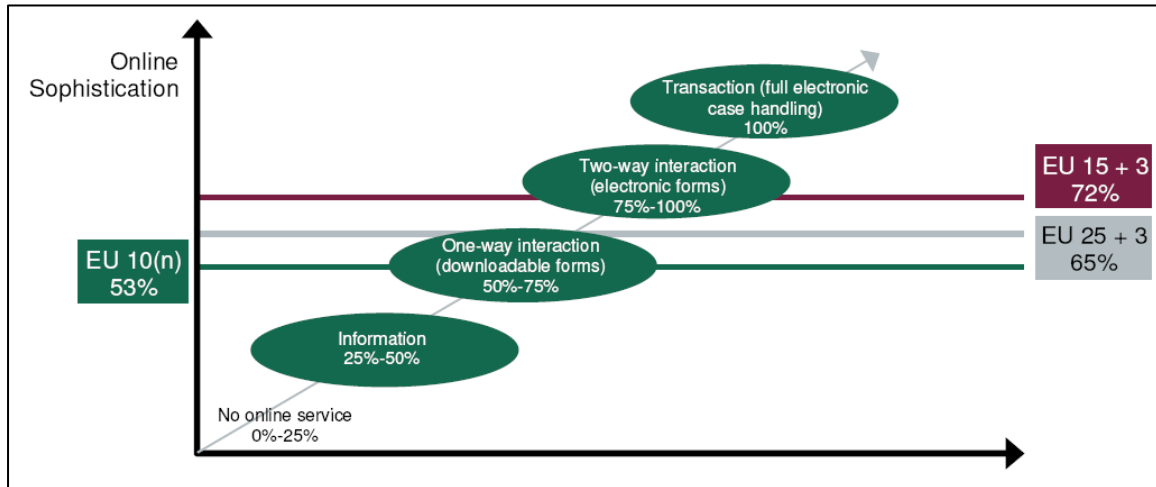 Online
Sophistication
Transaction (full electronic
case handling)
100%
Two-way interaction
(electronic forms)
75%-100%
EU 15 + 3
72%
EU 25 + 3
65%
One-way interaction
(downloadable forms)
50%-75%
EU 10(n)
53%
Information
25%-50%
No online service
0%-25%